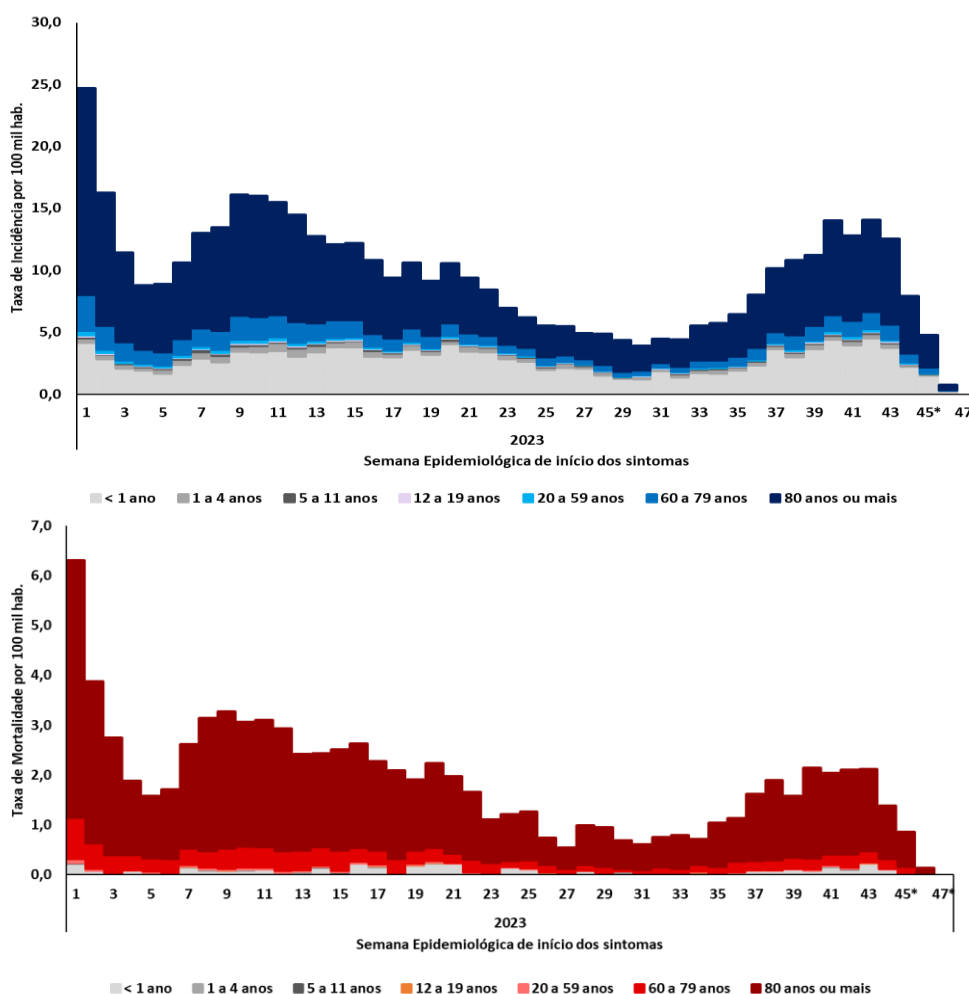 30,0
25,0
20,0
15,0
10,0
5,0
0,0
Taxa de Incidência por 100 mil hab.
1 3 5 7 9 11 13 15 17 19 21 23 25 27 29 31 33 35 37 39 41 43 45* 47
2023
Semana Epidemiológica de início dos sintomas
< 1 ano 1 a 4 anos 5 a 11 anos 12 a 19 anos 20 a 59 anos 60 a 79 anos 80 anos ou mais
7,0
6,0
5,0
4,0
3,0
2,0
1,0
0,0
Taxa de Mortalidade por 100 mil hab.
1 3 5 7 9 11 13 15 17 19 21 23 25 27 29 31 33 35 37 39 41 43 45* 47*
2023
Semana Epidemiológica de início dos sintomas
< 1 ano 1 a 4 anos 5 a 11 anos 12 a 19 anos 20 a 59 anos 60 a 79 anos 80 anos ou mais